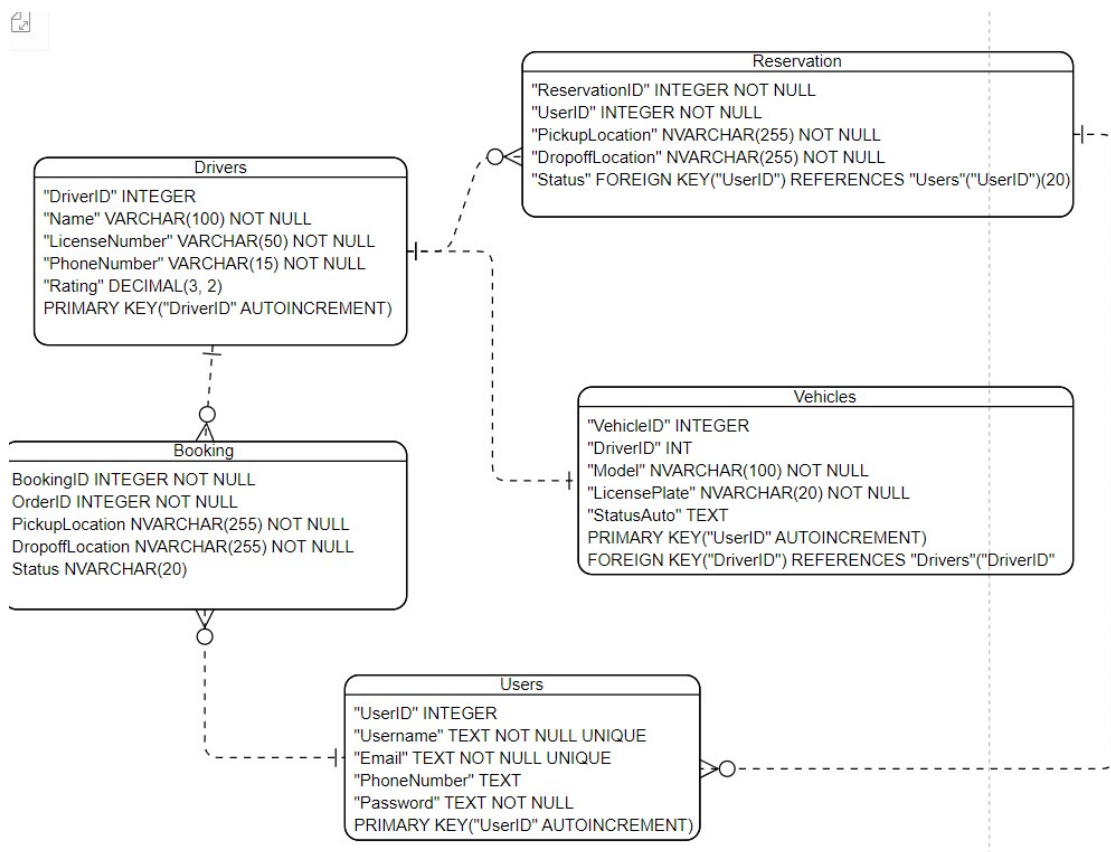 Reservation
"ReservationID" INTEGER NOT NULL
"UserID" INTEGER NOT NULL
"PickupLocation" NVARCHAR(255) NOT NULL
"DropoffLocation" NVARCHAR(255) NOT NULL
"Status" FOREIGN KEY("UserID") REFERENCES "Users"("UserID")(20)
Drivers
"DriverID" INTEGER
"Name" VARCHAR(100) NOT NULL
"LicenseNumber" VARCHAR(50) NOT NULL
"PhoneNumber" VARCHAR(15) NOT NULL
"Rating" DECIMAL(3, 2)
PRIMARY KEY("DriverID" AUTOINCREMENT)
Vehicles
"VehicleID" INTEGER
"DriverID" INT
"Model" NVARCHAR(100) NOT NULL
"LicensePlate" NVARCHAR(20) NOT NULL
"StatusAuto" TEXT
PRIMARY KEY("UserID" AUTOINCREMENT)
FOREIGN KEY("DriverID") REFERENCES "Drivers"("DriverID"
Booking
BookingID INTEGER NOT NULL
OrderID INTEGER NOT NULL
PickupLocation NVARCHAR(255) NOT NULL
DropoffLocation NVARCHAR(255) NOT NULL
Status NVARCHAR(20)
Users
"UserID" INTEGER
"Username" TEXT NOT NULL UNIQUE
"Email" TEXT NOT NULL UNIQUE
"PhoneNumber" TEXT
"Password" TEXT NOT NULL
PRIMARY KEY("UserID" AUTOINCREMENT)